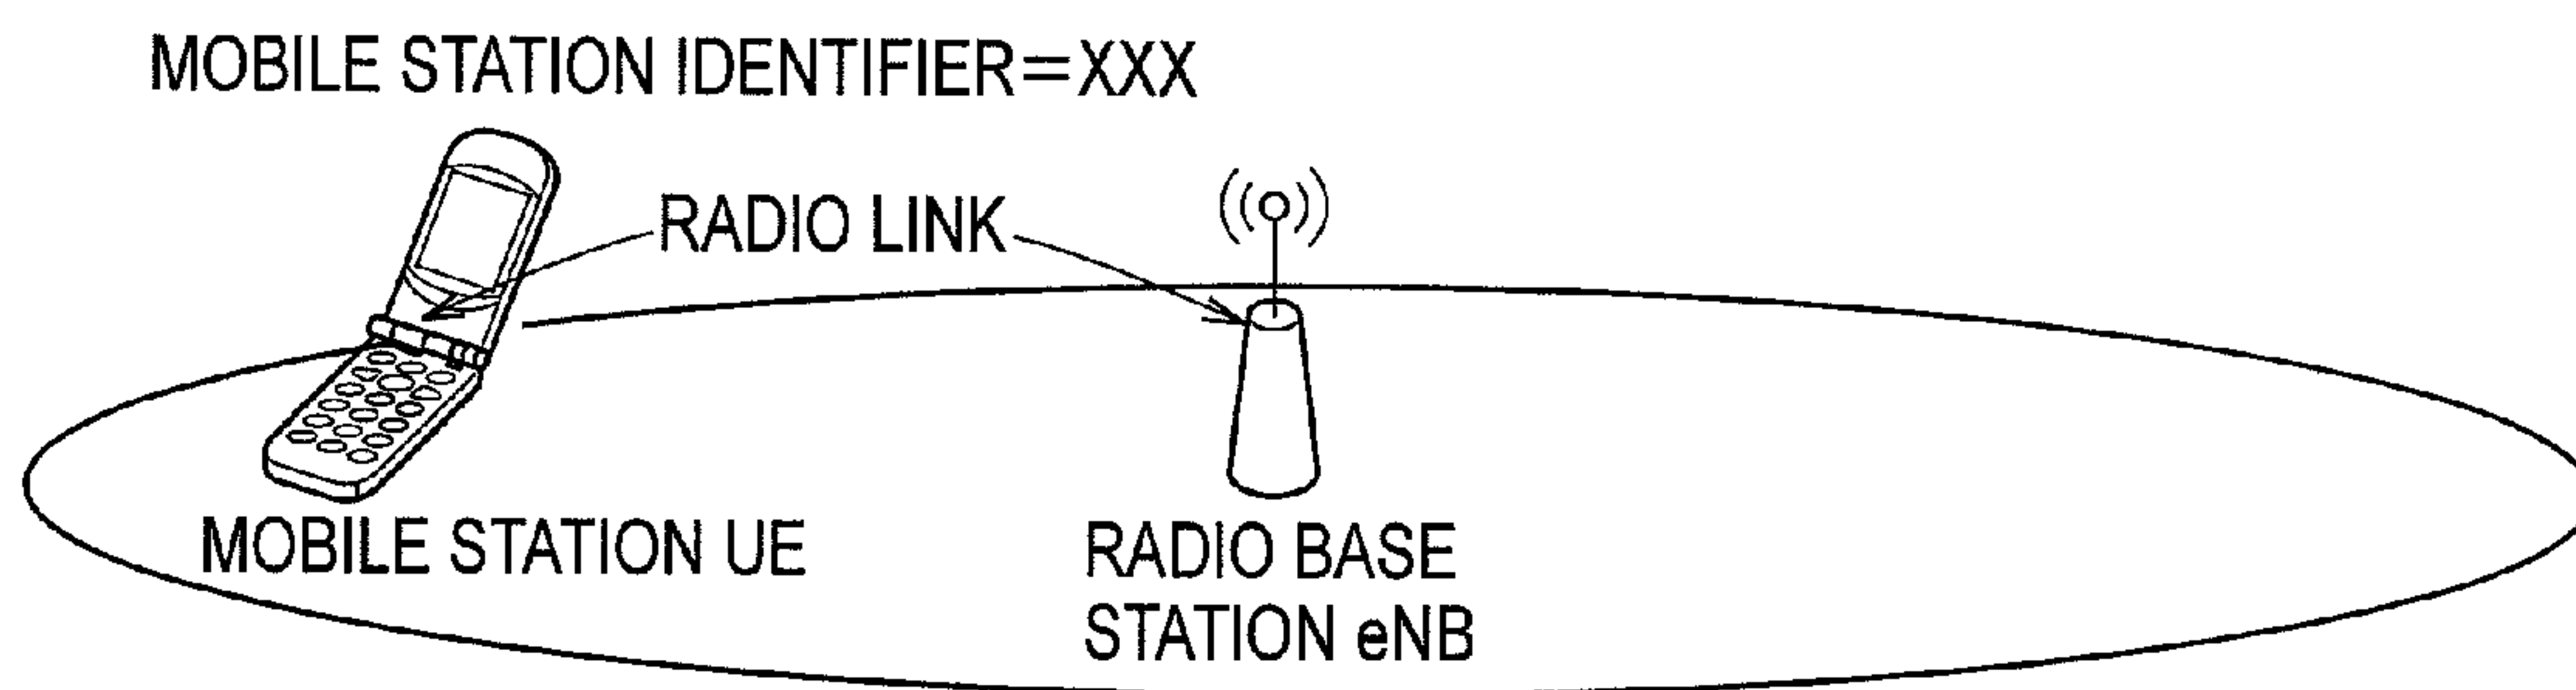 MOBILE STATION IDENTIFIER=XXX
RADIO LINK
MOBILE STATION UE
RADIO BASE
STATION eNB